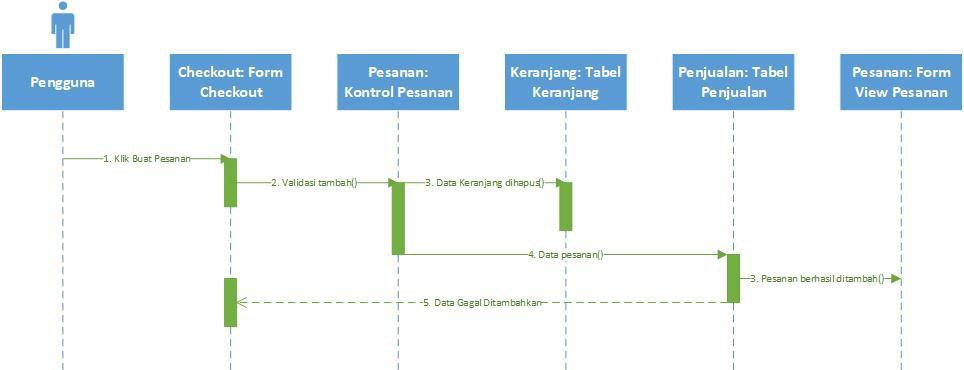 Pengguna
Checkout: Form
Checkout
Pesanan:
Kontrol Pesanan
Keranjang: Tabel
Keranjang
Penjualan: Tabel
Penjualan
Pesanan: Form
View Pesanan
1. Klik Buat Pesanan
2. Validasi tambah()
3. Data Keranjang dihapus()
4. Data pesanan()
3. Pesanan berhasil ditambah()
5. Data Gagal Ditambahkan